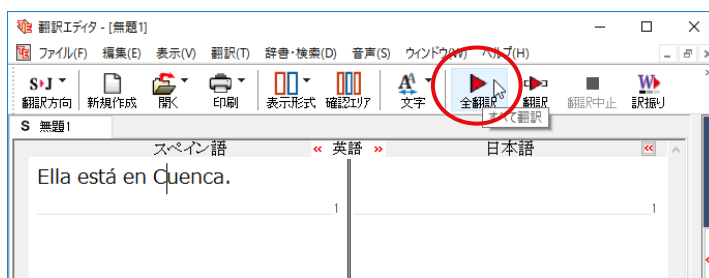 翻訳エディタ - [無題1]
ファイル(F) 編集(E) 表示(V) 翻訳(T) 辞書・検索(D) 音声(S) ウィンドウ(W) ヘルプ(H)
S▸J
翻訳方向 新規作成 開く 印刷 表示形式 確認エリア 文字 全翻訳 翻訳 翻訳中止 訳振り
すべて翻訳
S 無題1
スペイン語 « 英語 » 日本語 «
Ella está en Cuenca.
1 1